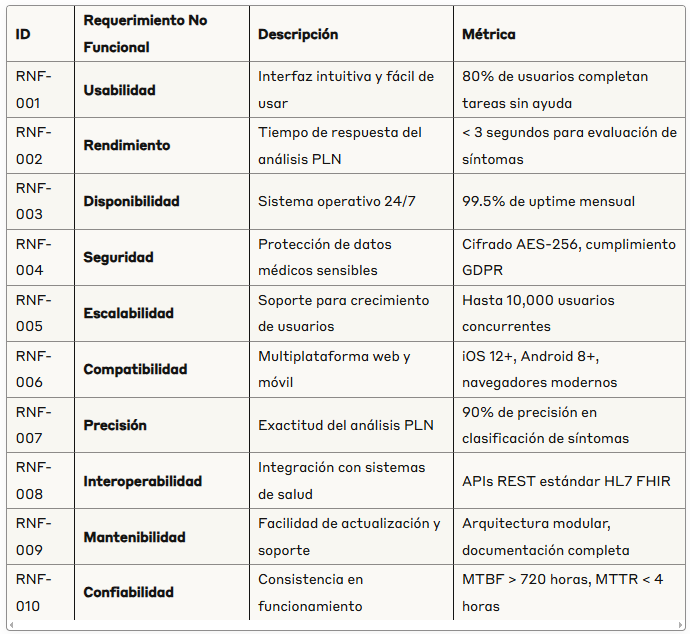 ID
Requerimiento No
Funcional
Descripción
Métrica
RNF-
001
Usabilidad
Interfaz intuitiva y fácil de
usar
80% de usuarios completan
tareas sin ayuda
RNF-
002
Rendimiento
Tiempo de respuesta del
análisis PLN
< 3 segundos para evaluación de
síntomas
RNF-
003
Disponibilidad
Sistema operativo 24/7
99.5% de uptime mensual
RNF-
004
Seguridad
Protección de datos
médicos sensibles
Cifrado AES-256, cumplimiento
GDPR
RNF-
005
Escalabilidad
Soporte para crecimiento
de usuarios
Hasta 10,000 usuarios
concurrentes
RNF-
006
Compatibilidad
Multiplataforma web y
móvil
iOS 12+, Android 8+,
navegadores modernos
RNF-
007
Precisión
Exactitud del análisis PLN
90% de precisión en
clasificación de síntomas
RNF-
008
Interoperabilidad
Integración con sistemas
de salud
APIs REST estándar HL7 FHIR
RNF-
009
Mantenibilidad
Facilidad de actualización y
soporte
Arquitectura modular,
documentación completa
RNF-
010
Confiabilidad
Consistencia en
funcionamiento
MTBF > 720 horas, MTTR < 4
horas